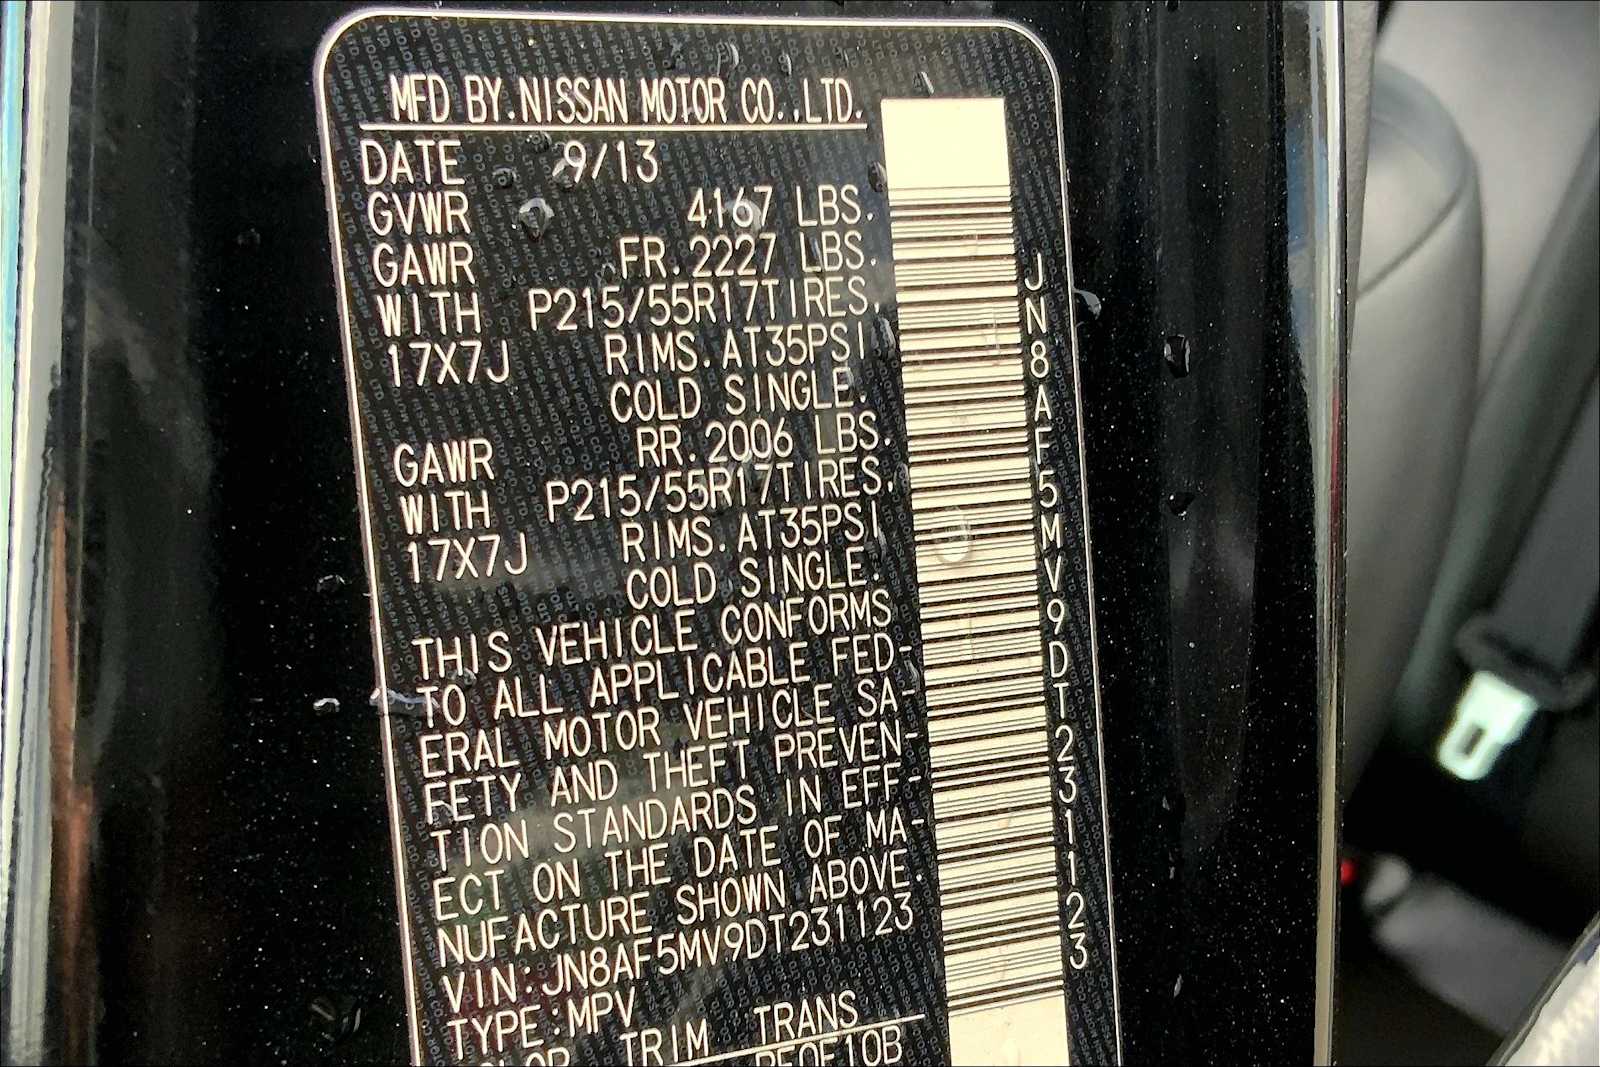 MFD BY.NISSAN MOTOR CO.,LTD.
DATE 9/13
GVWR 4167 LBS.
GAWR FR.2227 LBS.
WITH P215/55R17TIRES.
17X7J RIMS.AT35PSI
COLD SINGLE.
GAWR RR.2006 LBS.
WITH P215/55R17TIRES.
17X7J RIMS.AT35PSI
COLD SINGLE.
THIS VEHICLE CONFORMS
TO ALL APPLICABLE FED-
ERAL MOTOR VEHICLE SA-
FETY AND THEFT PREVEN-
TION STANDARDS IN EFF-
ECT ON THE DATE OF MA-
NUFACTURE SHOWN ABOVE.
VIN:JN8AF5MV9DT231123
TYPE:MPV
TRIM TRANS
JN8AF5MV9DT231123